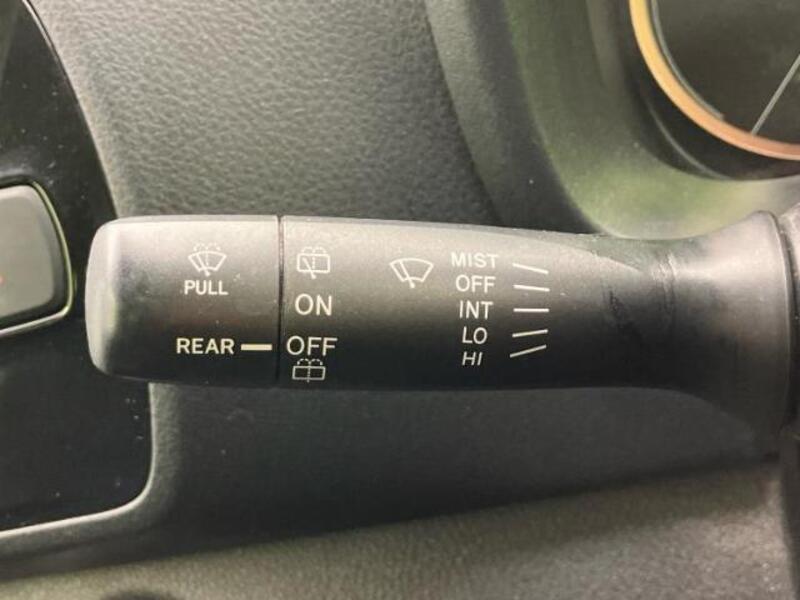 PULL
REAR
ON
OFF
MIST
OFF
INT
LO
HI